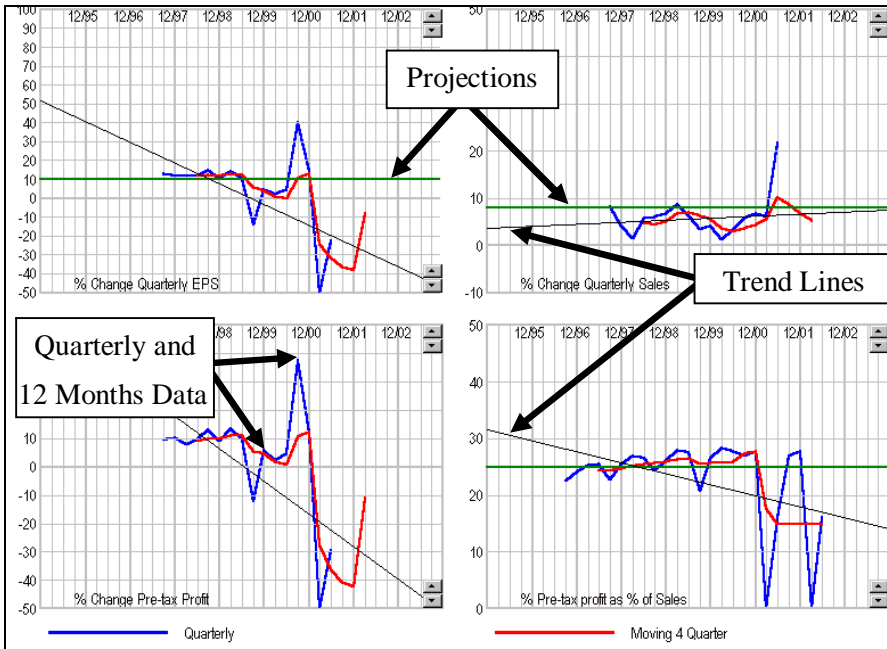 100 12/95 12/96 12/97 12/98 12/99 12/00 12/01 12/02
90
80
70
60
50
40
30
20
10
0
-10
-20
-30
-40
-50
% Change Quarterly EPS
50 12/95 12/96 12/97 12/98 12/99 12/00 12/01 12/02
20
10
0
-10
% Change Quarterly Sales
Projections
Trend Lines
Quarterly and
12 Months Data
/98 12/99 12/00 12/01 12/02
10
0
-10
-20
-30
-40
-50
% Change Pre-tax Profit
50 12/95 12/96 12/97 12/98 12/99 12/00 12/01 12/02
40
30
20
10
0
% Pre-tax profit as % of Sales
Quarterly
Moving 4 Quarter